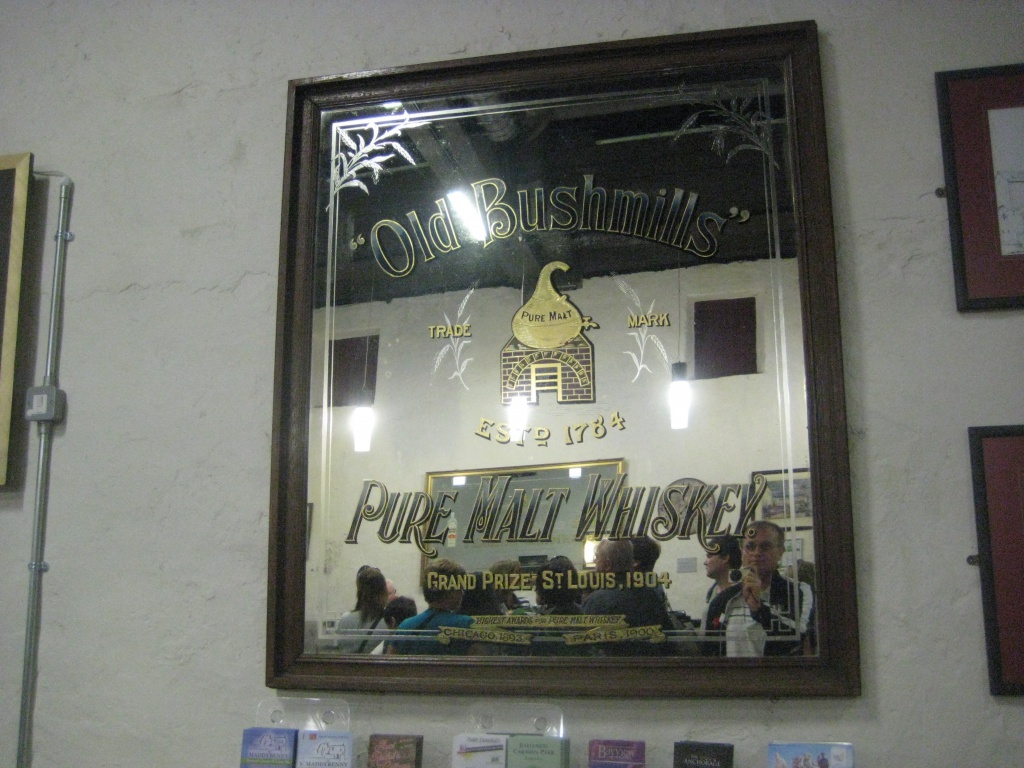 "Old Bushmills"
PURE MALT
TRADE MARK
ESTD 1784
PURE MALT WHISKEY.
GRAND PRIZE ST LOUIS, 1904
HIGHEST AWARDS FOR PURE MALT WHISKEY
CHICAGO 1893 PARIS, 1900